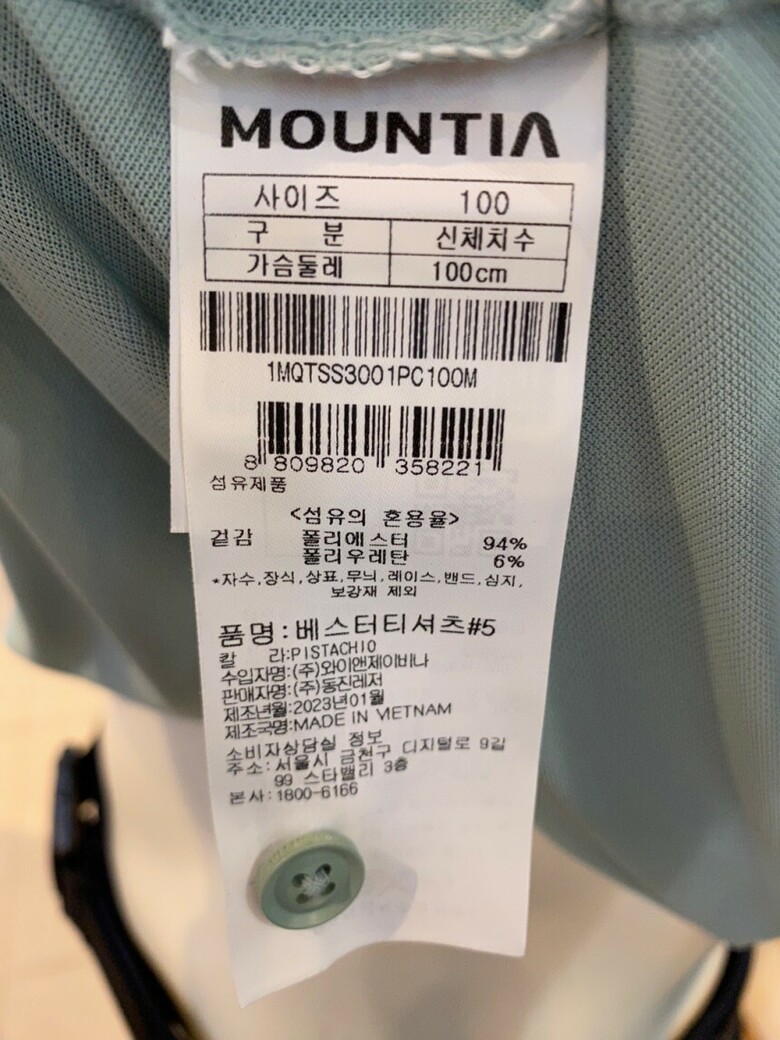 MOUNTIA
사이즈 100
구 분 신체치수
가슴둘레 100cm
1MQTSS3001PC100M
8 809820 358221
섬유제품
<섬유의 혼용율>
겉감 폴리에스터 94%
폴리우레탄 6%
*자수,장식,상표,무늬,레이스,밴드,심지,
보강재 제외
품명:베스터티셔츠#5
칼 라:PISTACHIO
수입자명:(주)와이앤제이비나
판매자명:(주)동진레저
제조년월:2023년01월
제조국명:MADE IN VIETNAM
소비자상담실 정보
주소:서울시 금천구 디지털로 9길
99 스타밸리 3층
본사:1800-6166